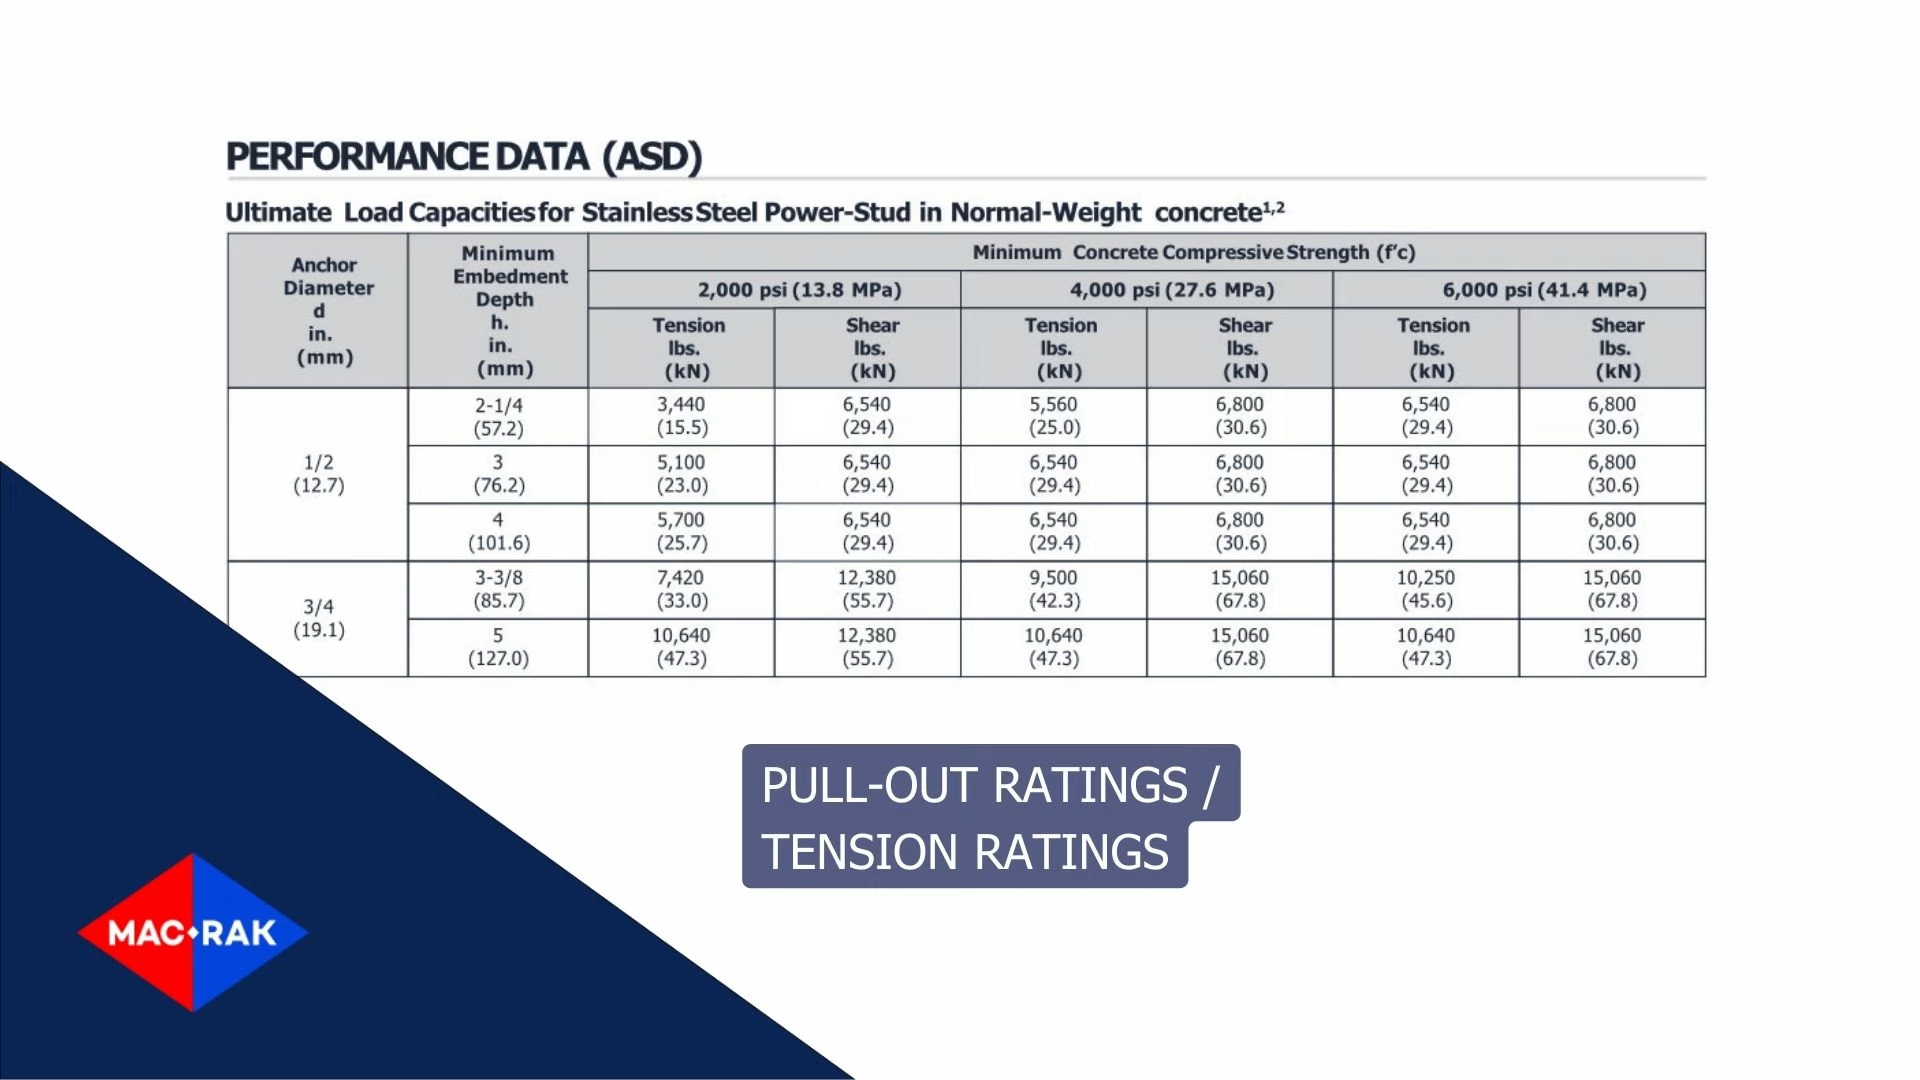 PERFORMANCE DATA (ASD)
Ultimate Load Capacities for Stainless Steel Power-Stud in Normal-Weight concrete1,2
Anchor
Diameter
d
in.
(mm)
Minimum
Embedment
Depth
h.
in.
(mm)
Minimum Concrete Compressive Strength (f’c)
2,000 psi (13.8 MPa) 4,000 psi (27.6 MPa) 6,000 psi (41.4 MPa)
Tension Shear Tension Shear Tension Shear
lbs. lbs. lbs. lbs. lbs. lbs.
(kN) (kN) (kN) (kN) (kN) (kN)
1/2
(12.7)
2-1/4 3,440 6,540 5,560 6,800 6,540 6,800
(57.2) (15.5) (29.4) (25.0) (30.6) (29.4) (30.6)
3 5,100 6,540 6,540 6,800 6,540 6,800
(76.2) (23.0) (29.4) (29.4) (30.6) (29.4) (30.6)
4 5,700 6,540 6,540 6,800 6,540 6,800
(101.6) (25.7) (29.4) (29.4) (30.6) (29.4) (30.6)
3/4
(19.1)
3-3/8 7,420 12,380 9,500 15,060 10,250 15,060
(85.7) (33.0) (55.7) (42.3) (67.8) (45.6) (67.8)
5 10,640 12,380 10,640 15,060 10,640 15,060
(127.0) (47.3) (55.7) (47.3) (67.8) (47.3) (67.8)
PULL-OUT RATINGS /
TENSION RATINGS
MAC RAK